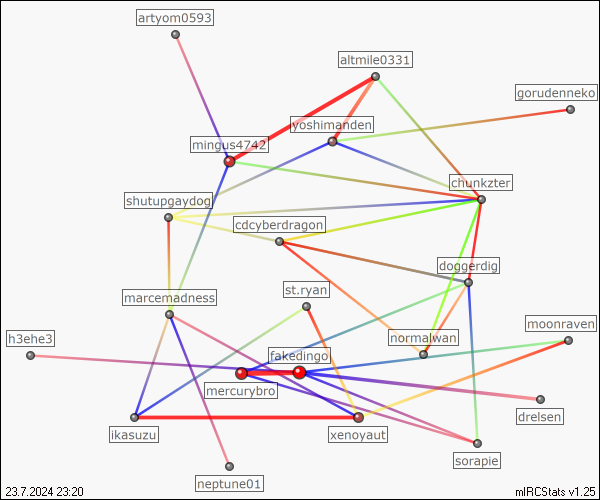 artyom0593
altmile0331
gorudenneko
yoshimanden
mingus4742
chunkzter
shutupgaydog
cdcyberdragon
doggerdig
st.ryan
marcemadness
moonraven
h3ehe3
normalwan
fakedingo
mercurybro
drelsen
ikasuzu
xenoyaut
sorapie
neptune01
23.7.2024 23:20
mIRCStats v1.25